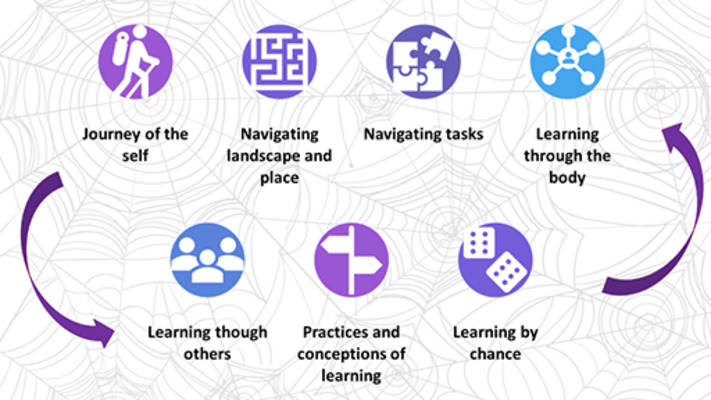 Journey of the
self
Navigating
landscape and
place
Navigating tasks
Learning
through the
body
Learning though
others
Practices and
conceptions of
learning
Learning by
chance